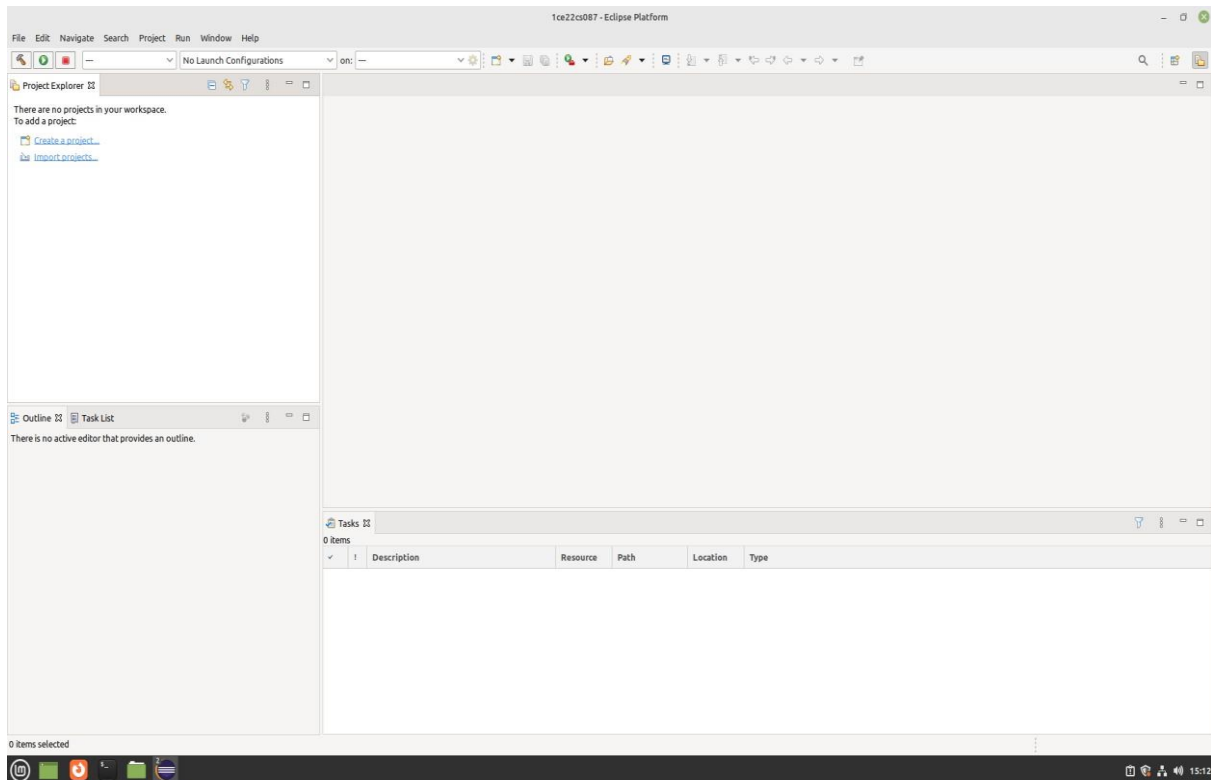 1ce22cs087 - Eclipse Platform
File Edit Navigate Search Project Run Window Help
— No Launch Configurations on: —
Project Explorer
There are no projects in your workspace.
To add a project:
Create a project...
Import projects...
Outline Task List
There is no active editor that provides an outline.
Tasks
0 items
! Description Resource Path Location Type
0 items selected
2
15:12